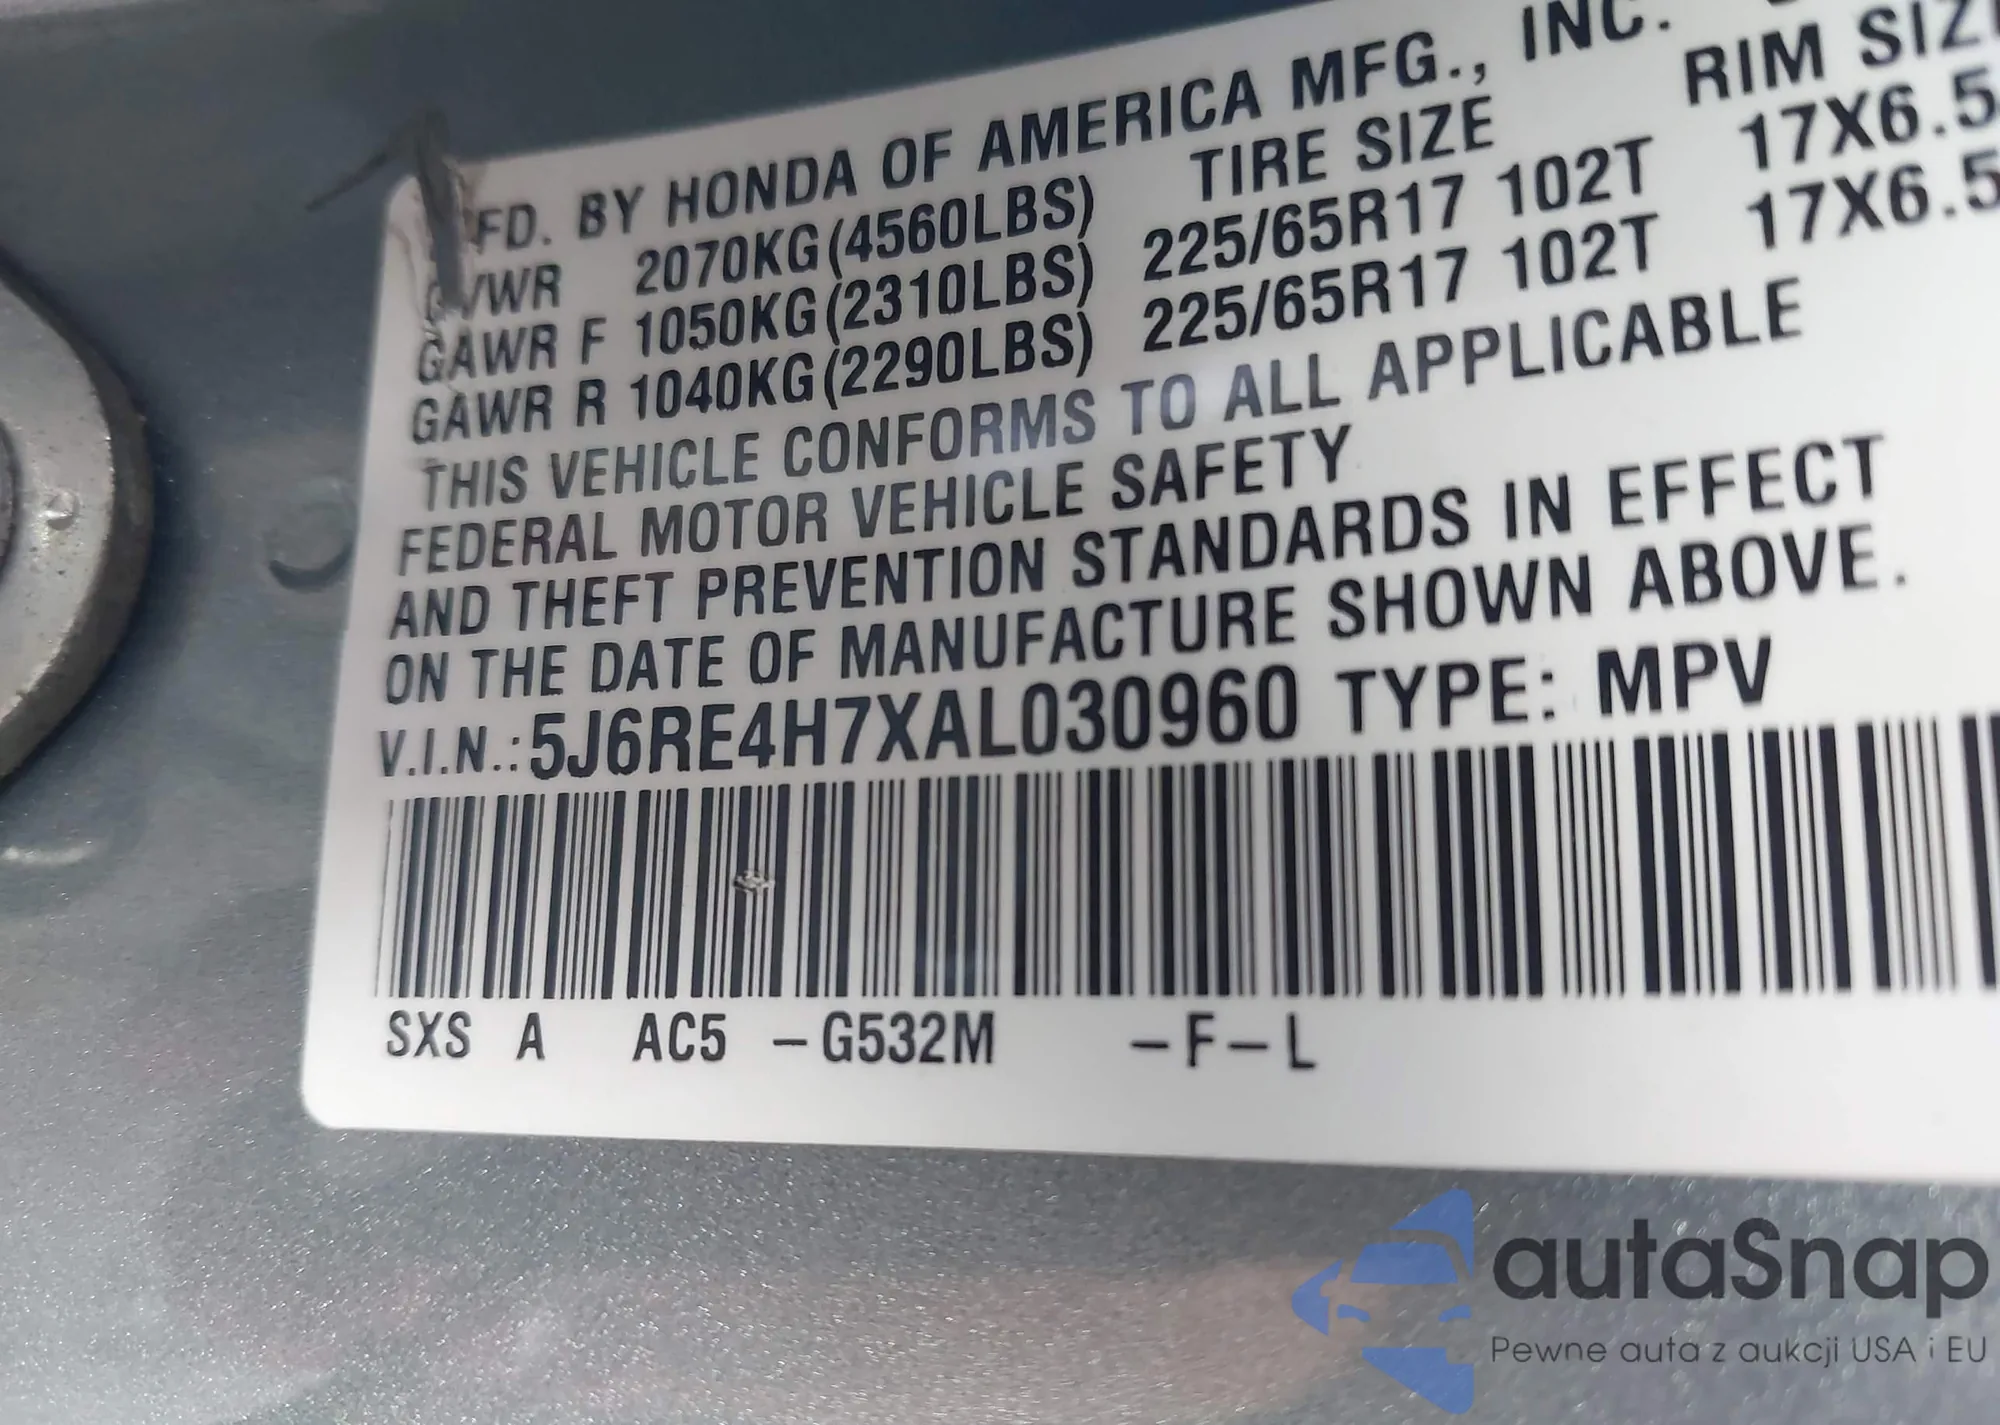 FD. BY HONDA OF AMERICA MFG., INC.
GVWR 2070KG(4560LBS) TIRE SIZE RIM SIZ
GAWR F 1050KG(2310LBS) 225/65R17 102T 17X6.5
GAWR R 1040KG(2290LBS) 225/65R17 102T 17X6.5
THIS VEHICLE CONFORMS TO ALL APPLICABLE
FEDERAL MOTOR VEHICLE SAFETY
AND THEFT PREVENTION STANDARDS IN EFFECT
ON THE DATE OF MANUFACTURE SHOWN ABOVE.
V.I.N.: 5J6RE4H7XAL030960 TYPE: MPV
SXS A AC5 –G532M –F–L
autaSnap
Pewne auta z aukcji USA i EU